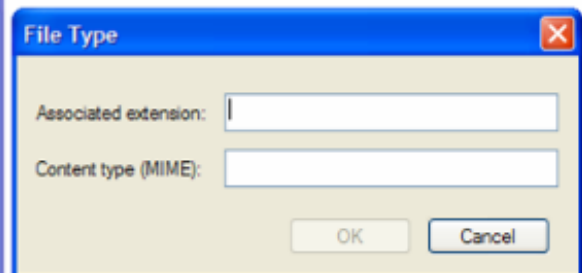 File Type
Associated extension:
Content type (MIME):
OK Cancel